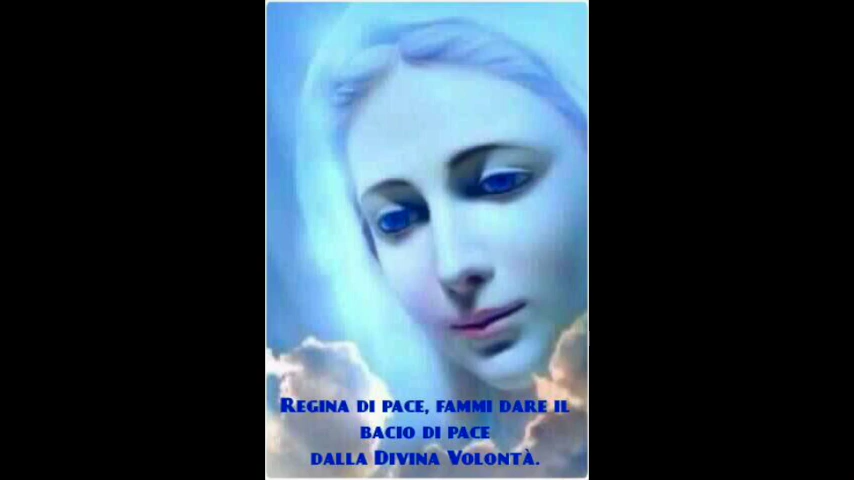 Regina di pace, fammi dare il
bacio di pace
dalla Divina Volontà.